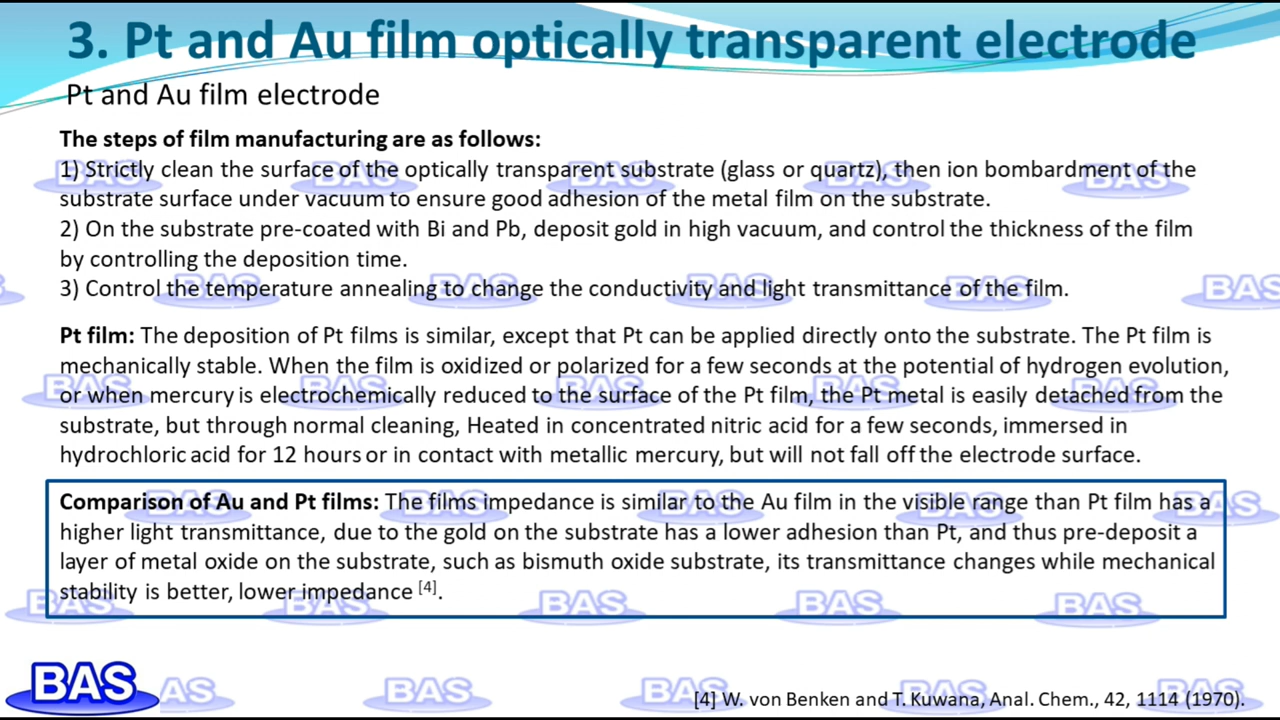 3. Pt and Au film optically transparent electrode
Pt and Au film electrode
The steps of film manufacturing are as follows:
1) Strictly clean the surface of the optically transparent substrate (glass or quartz), then ion bombardment of the
substrate surface under vacuum to ensure good adhesion of the metal film on the substrate.
2) On the substrate pre-coated with Bi and Pb, deposit gold in high vacuum, and control the thickness of the film
by controlling the deposition time.
3) Control the temperature annealing to change the conductivity and light transmittance of the film.
Pt film: The deposition of Pt films is similar, except that Pt can be applied directly onto the substrate. The Pt film is
mechanically stable. When the film is oxidized or polarized for a few seconds at the potential of hydrogen evolution,
or when mercury is electrochemically reduced to the surface of the Pt film, the Pt metal is easily detached from the
substrate, but through normal cleaning, Heated in concentrated nitric acid for a few seconds, immersed in
hydrochloric acid for 12 hours or in contact with metallic mercury, but will not fall off the electrode surface.
Comparison of Au and Pt films: The films impedance is similar to the Au film in the visible range than Pt film has a
higher light transmittance, due to the gold on the substrate has a lower adhesion than Pt, and thus pre-deposit a
layer of metal oxide on the substrate, such as bismuth oxide substrate, its transmittance changes while mechanical
stability is better, lower impedance [4].
BAS
[4] W. von Benken and T. Kuwana, Anal. Chem., 42, 1114 (1970).